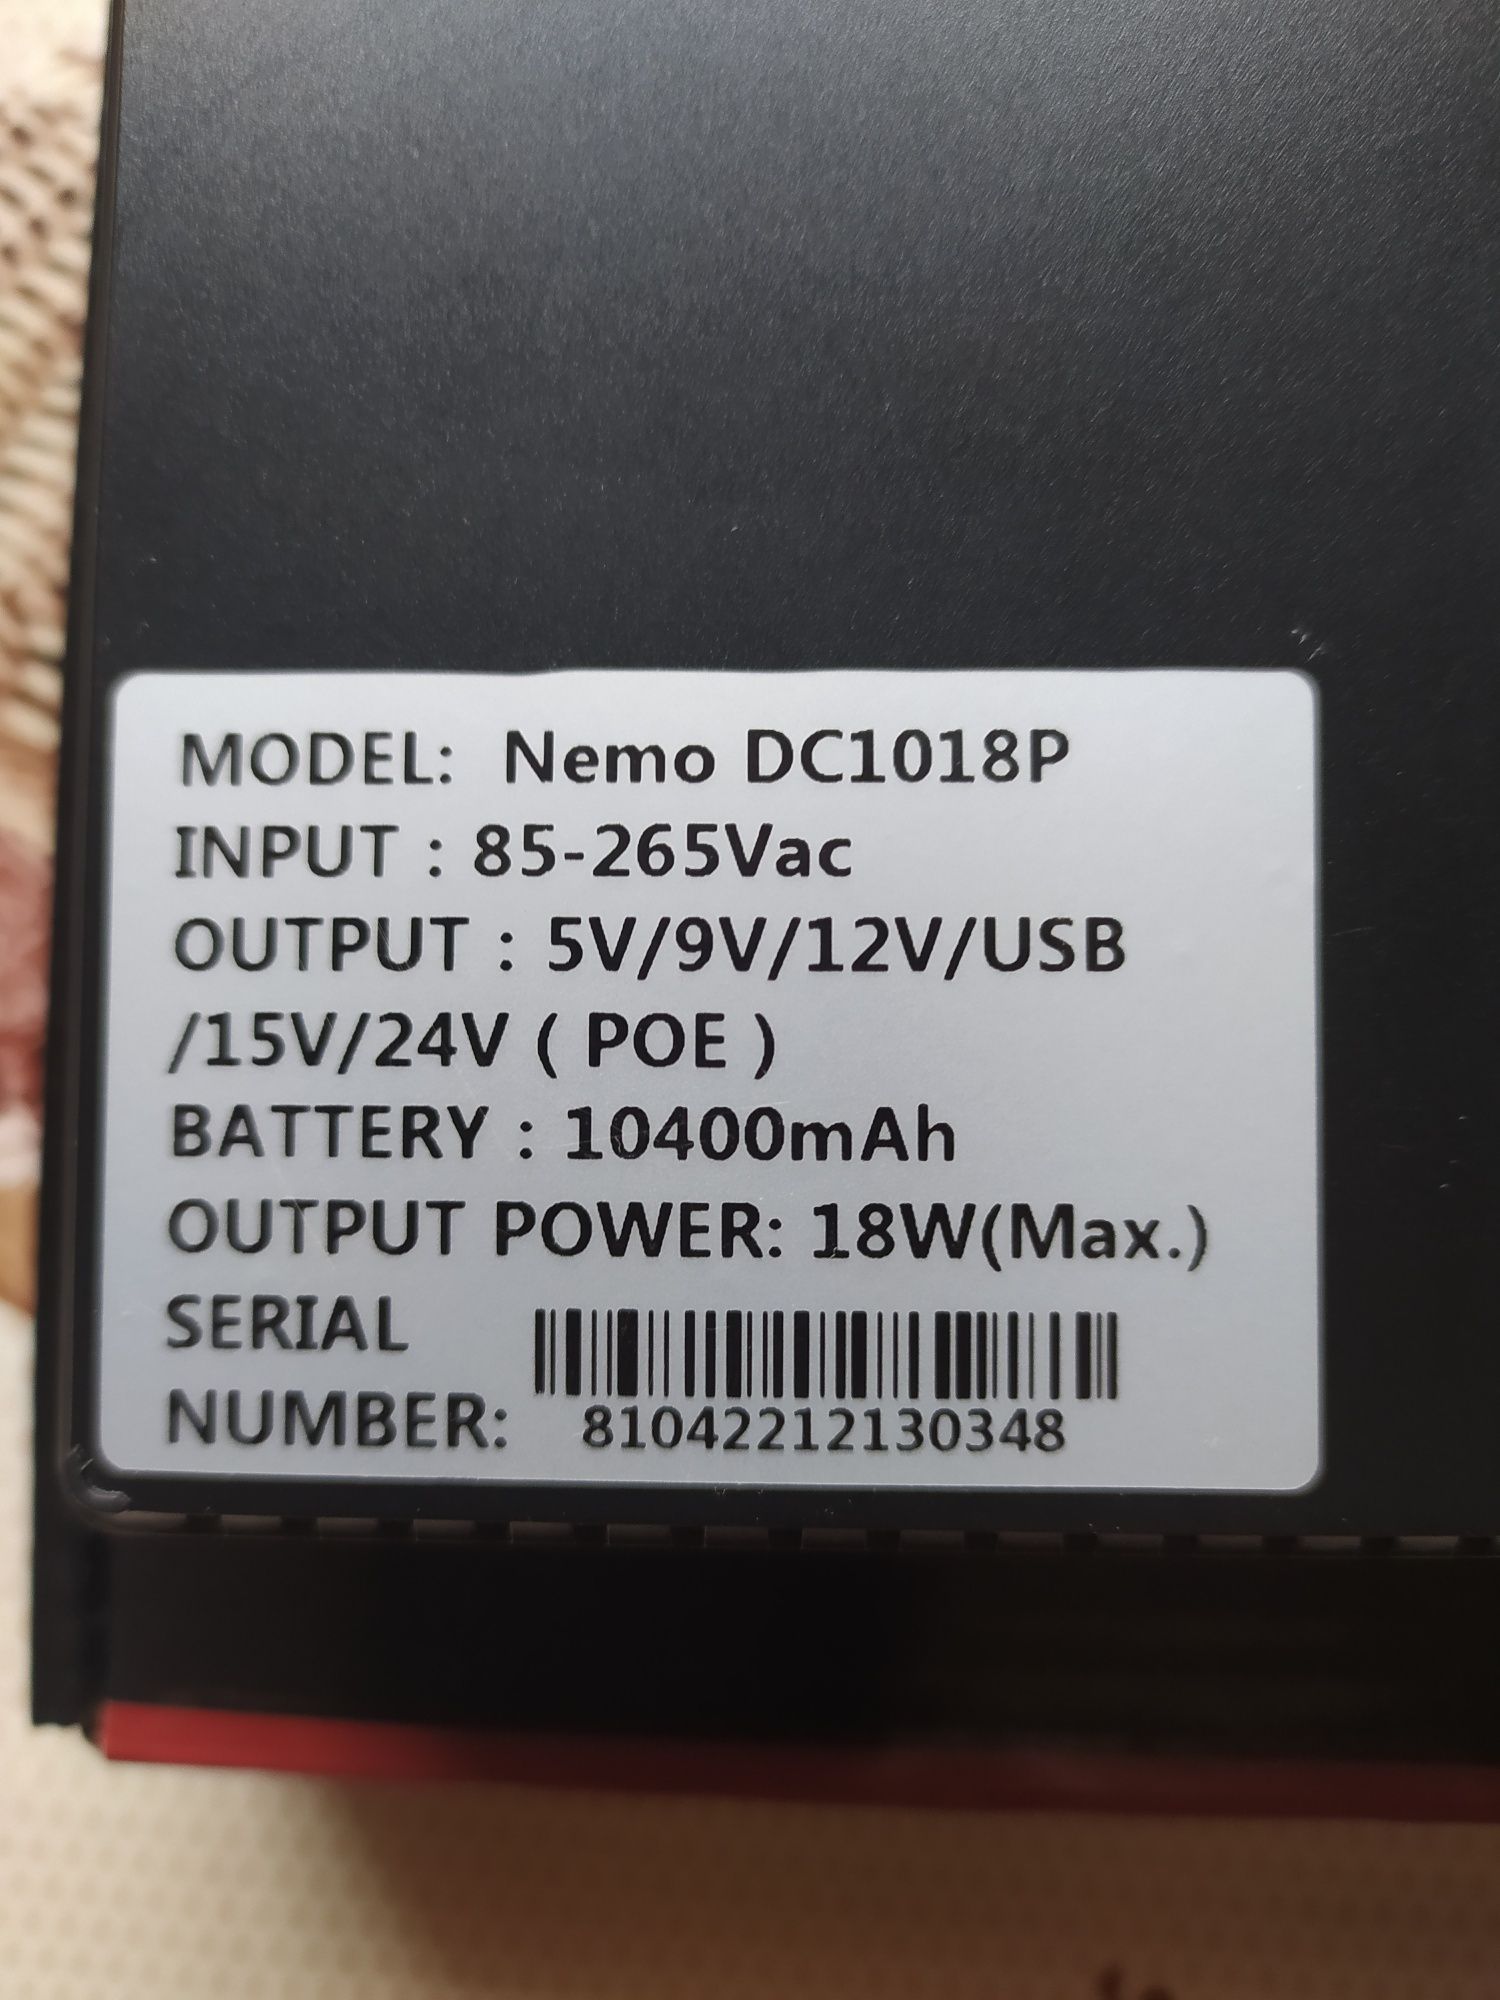 MODEL: Nemo DC1018P
INPUT : 85-265Vac
OUTPUT : 5V/9V/12V/USB
/15V/24V ( POE )
BATTERY : 10400mAh
OUTPUT POWER: 18W(Max.)
SERIAL
NUMBER: 81042212130348